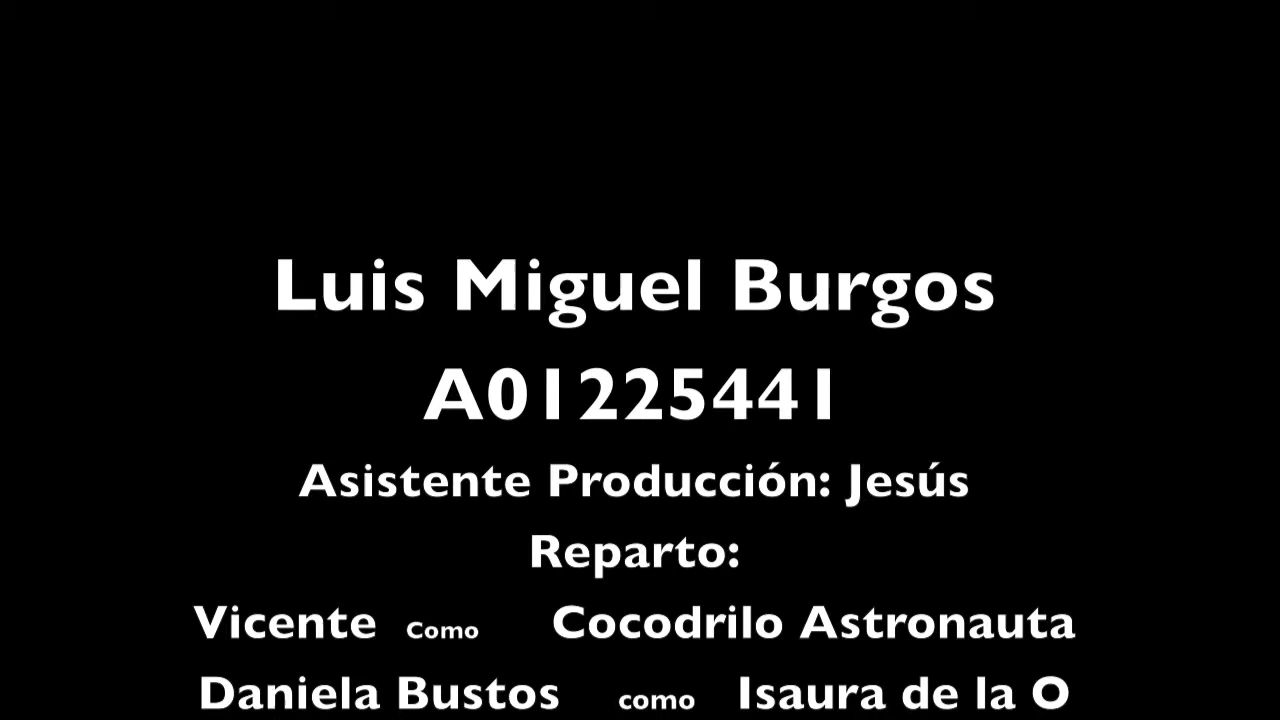 Luis Miguel Burgos
A01225441
Asistente Producción: Jesús
Reparto:
Vicente Como Cocodrilo Astronauta
Daniela Bustos como Isaura de la O